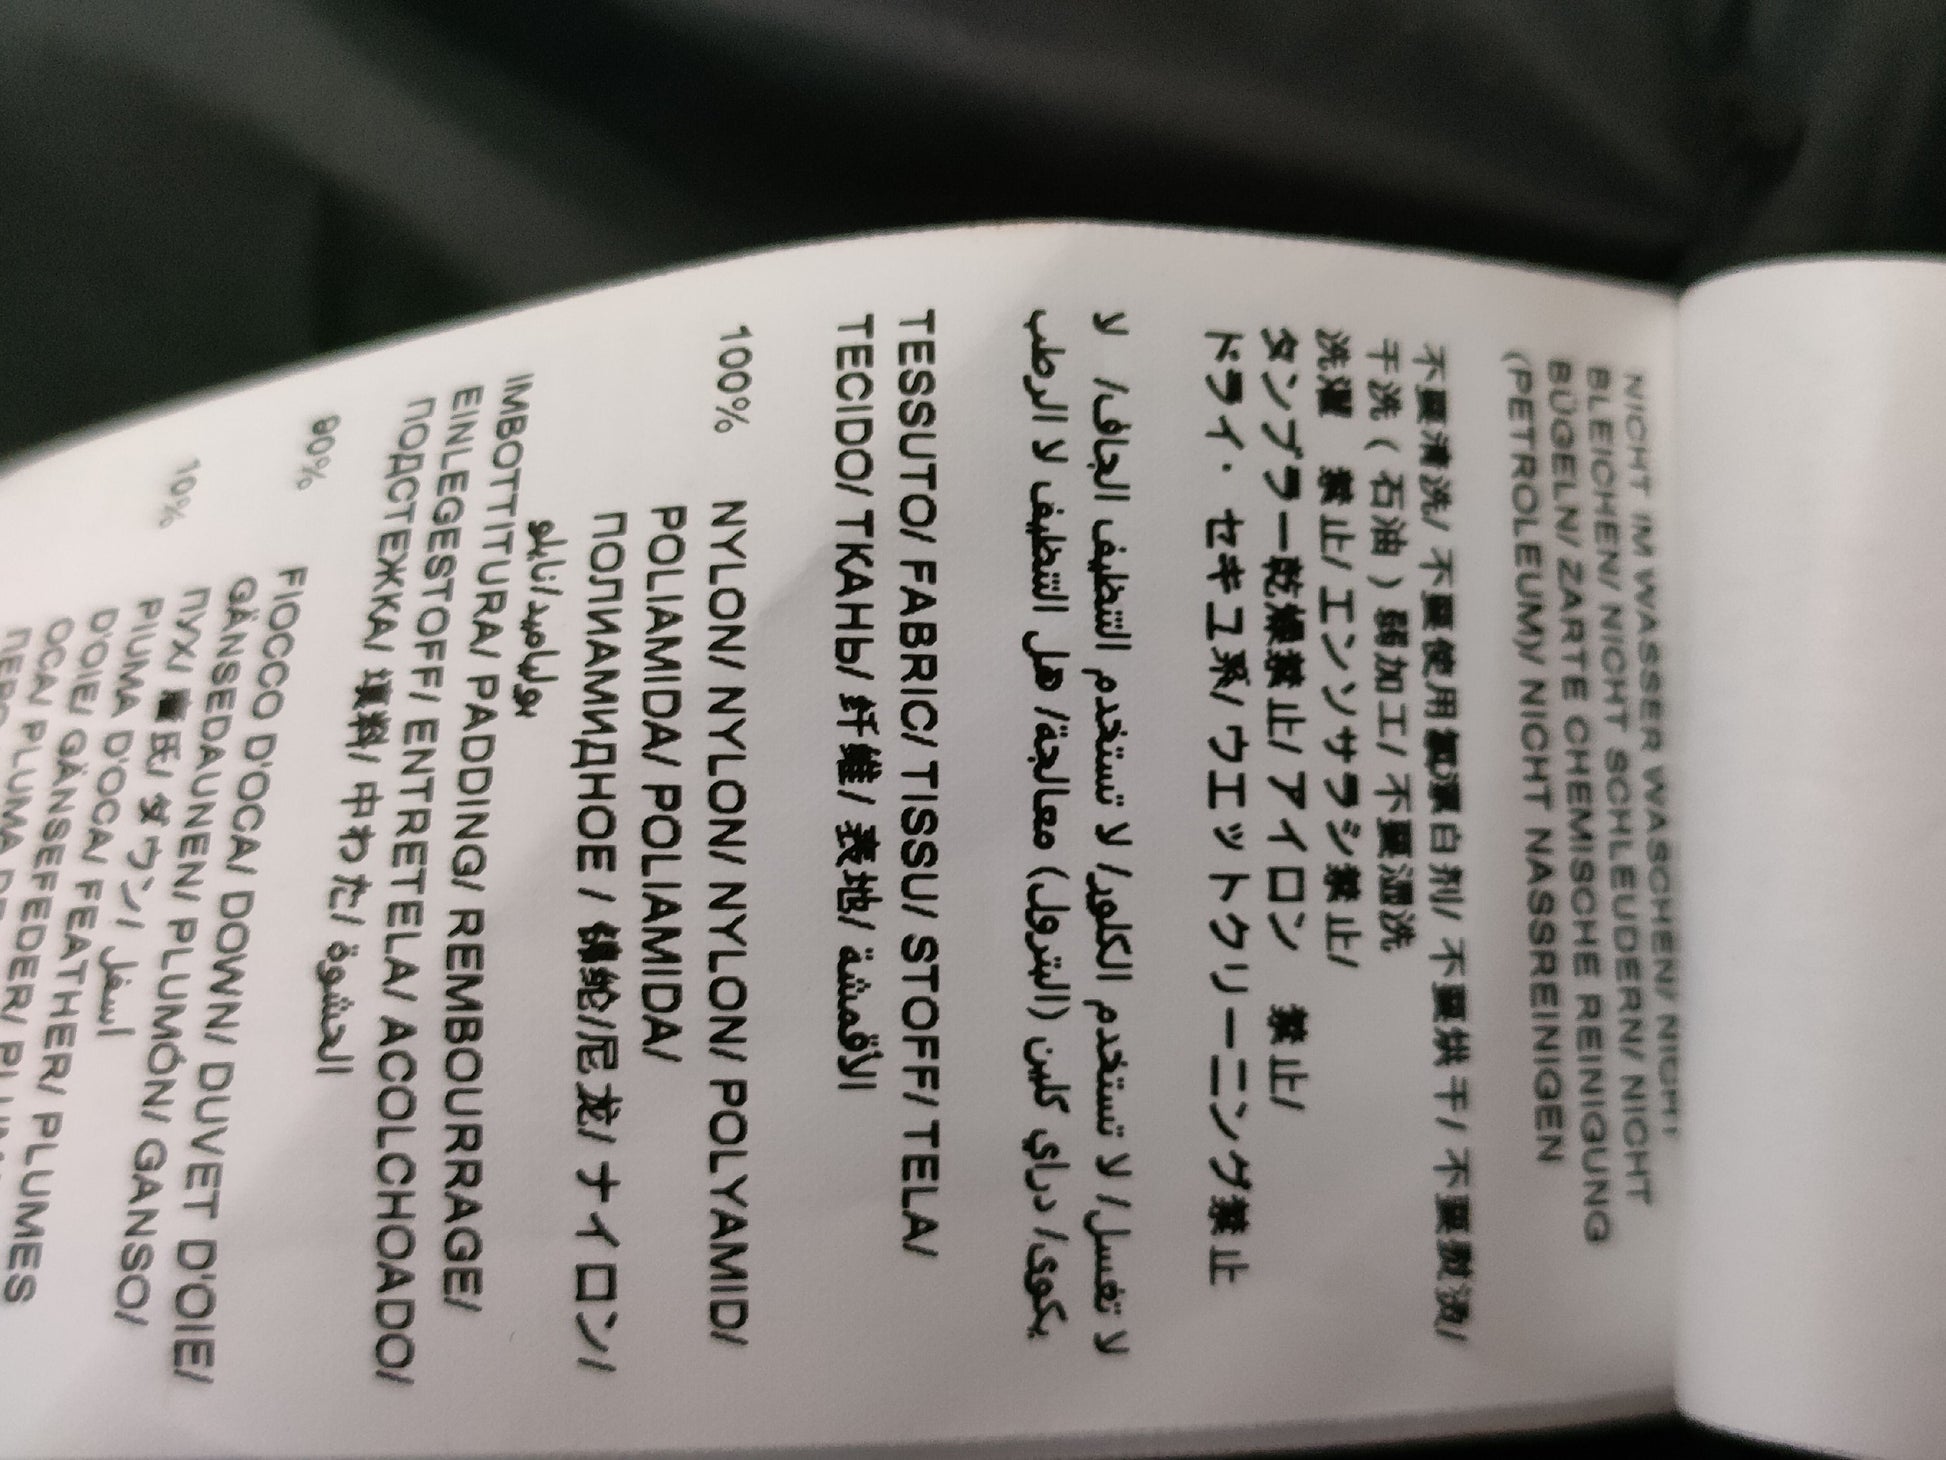 NICHT IM WASSER WASCHEN/ NICHT
BLEICHEN/ NICHT SCHLEUDERN/ NICHT
BÜGELN/ ZARTE CHEMISCHE REINIGUNG
(PETROLEUM)/ NICHT NASSREINIGEN
不要清洗/ 不要使用氯漂白剂/ 不要烘干/ 不要熨烫/
干洗(石油)弱加工/ 不要湿洗
洗濯 禁止/ エンソサラシ禁止/
タンブラー乾燥禁止/ アイロン 禁止/
ドライ・セキユ系/ ウエットクリーニング禁止
لا تغسل/ لا تستخدم الكلور/ لا تستخدم التنظيف الجاف/ لا
يكوى/ دراي كلين (البترول) معالجة/ هل التنظيف لا الرطب
TESSUTO/ FABRIC/ TISSU/ STOFF/ TELA/
TECIDO/ ТКАНЬ/ 纤维/ 表地/ الأقمشة
100% NYLON/ NYLON/ NYLON/ POLYAMID/
POLIAMIDA/ POLIAMIDA/
ПОЛИАМИДНОЕ / 锦纶/尼龙/ ナイロン/
بولياميد/نايلو
IMBOTTITURA/ PADDING/ REMBOURRAGE/
EINLEGESTOFF/ ENTRETELA/ ACOLCHOADO/
ПОДСТЕЖКА/ 填料/ 中わた/ الحشوة
90% FIOCCO D'OCA/ DOWN/ DUVET D'OIE/
GÄNSEDAUNEN/ PLUMÓN/ GANSO/
ПУХ/ ダウン/ اسفل
10% PIUMA D'OCA/ FEATHER/ PLUMES
D'OIE/ GÄNSEFEDER/
OCA/ PLUMA